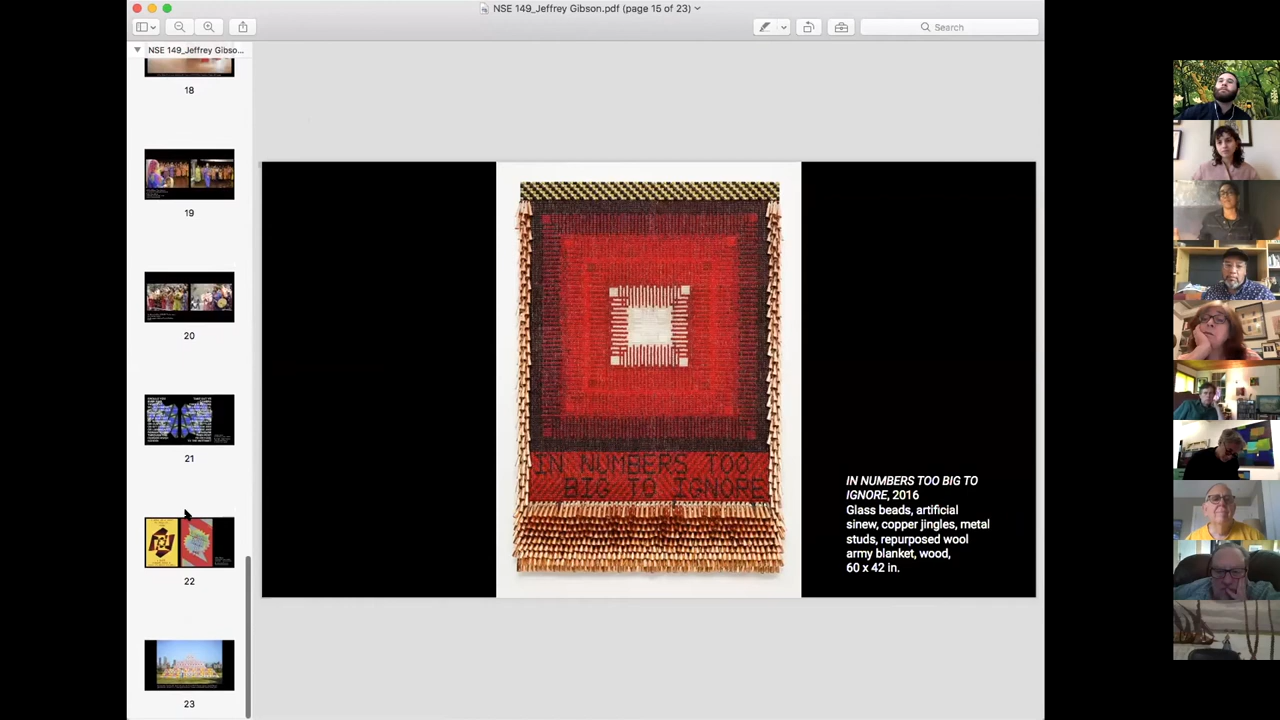 NSE 149_Jeffrey Gibson.pdf (page 15 of 23)
Search
NSE 149_Jeffrey Gibso...
18
19
20
21
22
23
IN NUMBERS TOO
BIG TO IGNORE
IN NUMBERS TOO BIG TO
IGNORE, 2016
Glass beads, artificial
sinew, copper jingles, metal
studs, repurposed wool
army blanket, wood,
60 x 42 in.